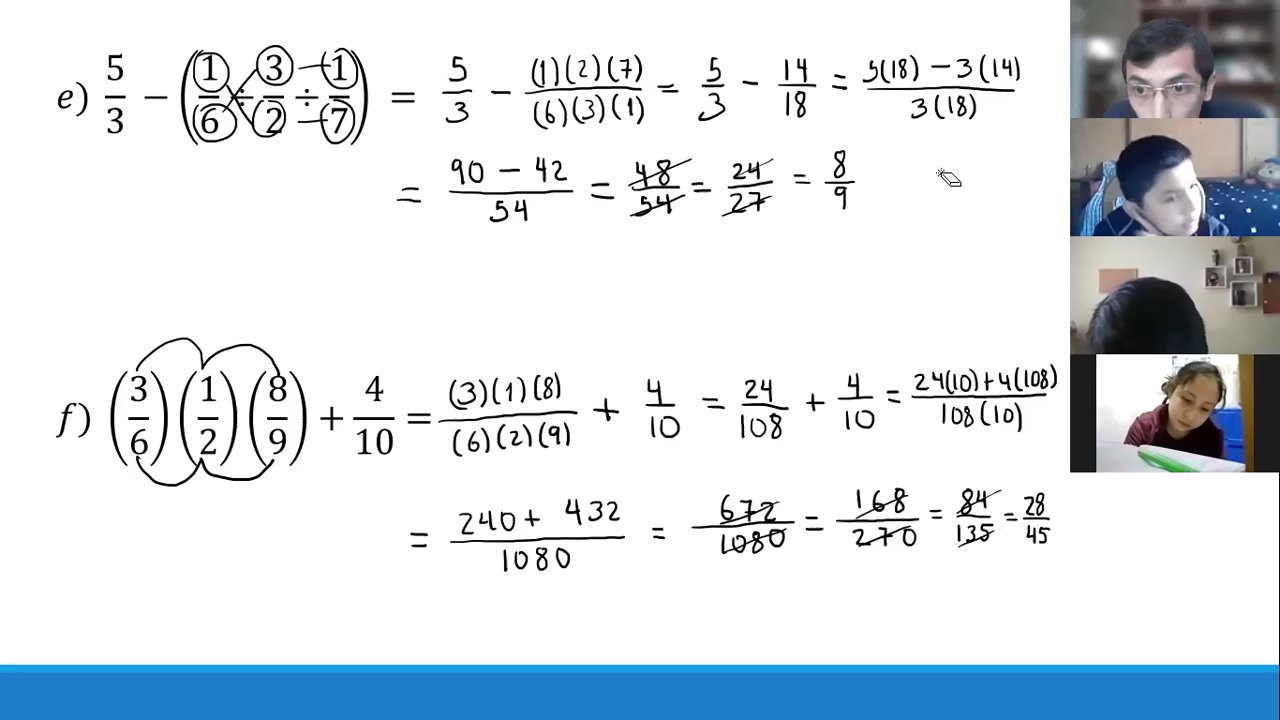 e) 5/3 − (1/6 ÷ 3/2 ÷ 1/7) = 5/3 − (1)(2)(7)/(6)(3)(1) = 5/3 − 14/18 = 5(18) − 3(14)/3(18)
= 90 − 42/54 = 48/54 = 24/27 = 8/9
f) (3/6)(1/2)(8/9) + 4/10 = (3)(1)(8)/(6)(2)(9) + 4/10 = 24/108 + 4/10 = 24(10)+4(108)/108(10)
= 240 + 432/1080 = 672/1080 = 168/270 = 84/135 = 28/45